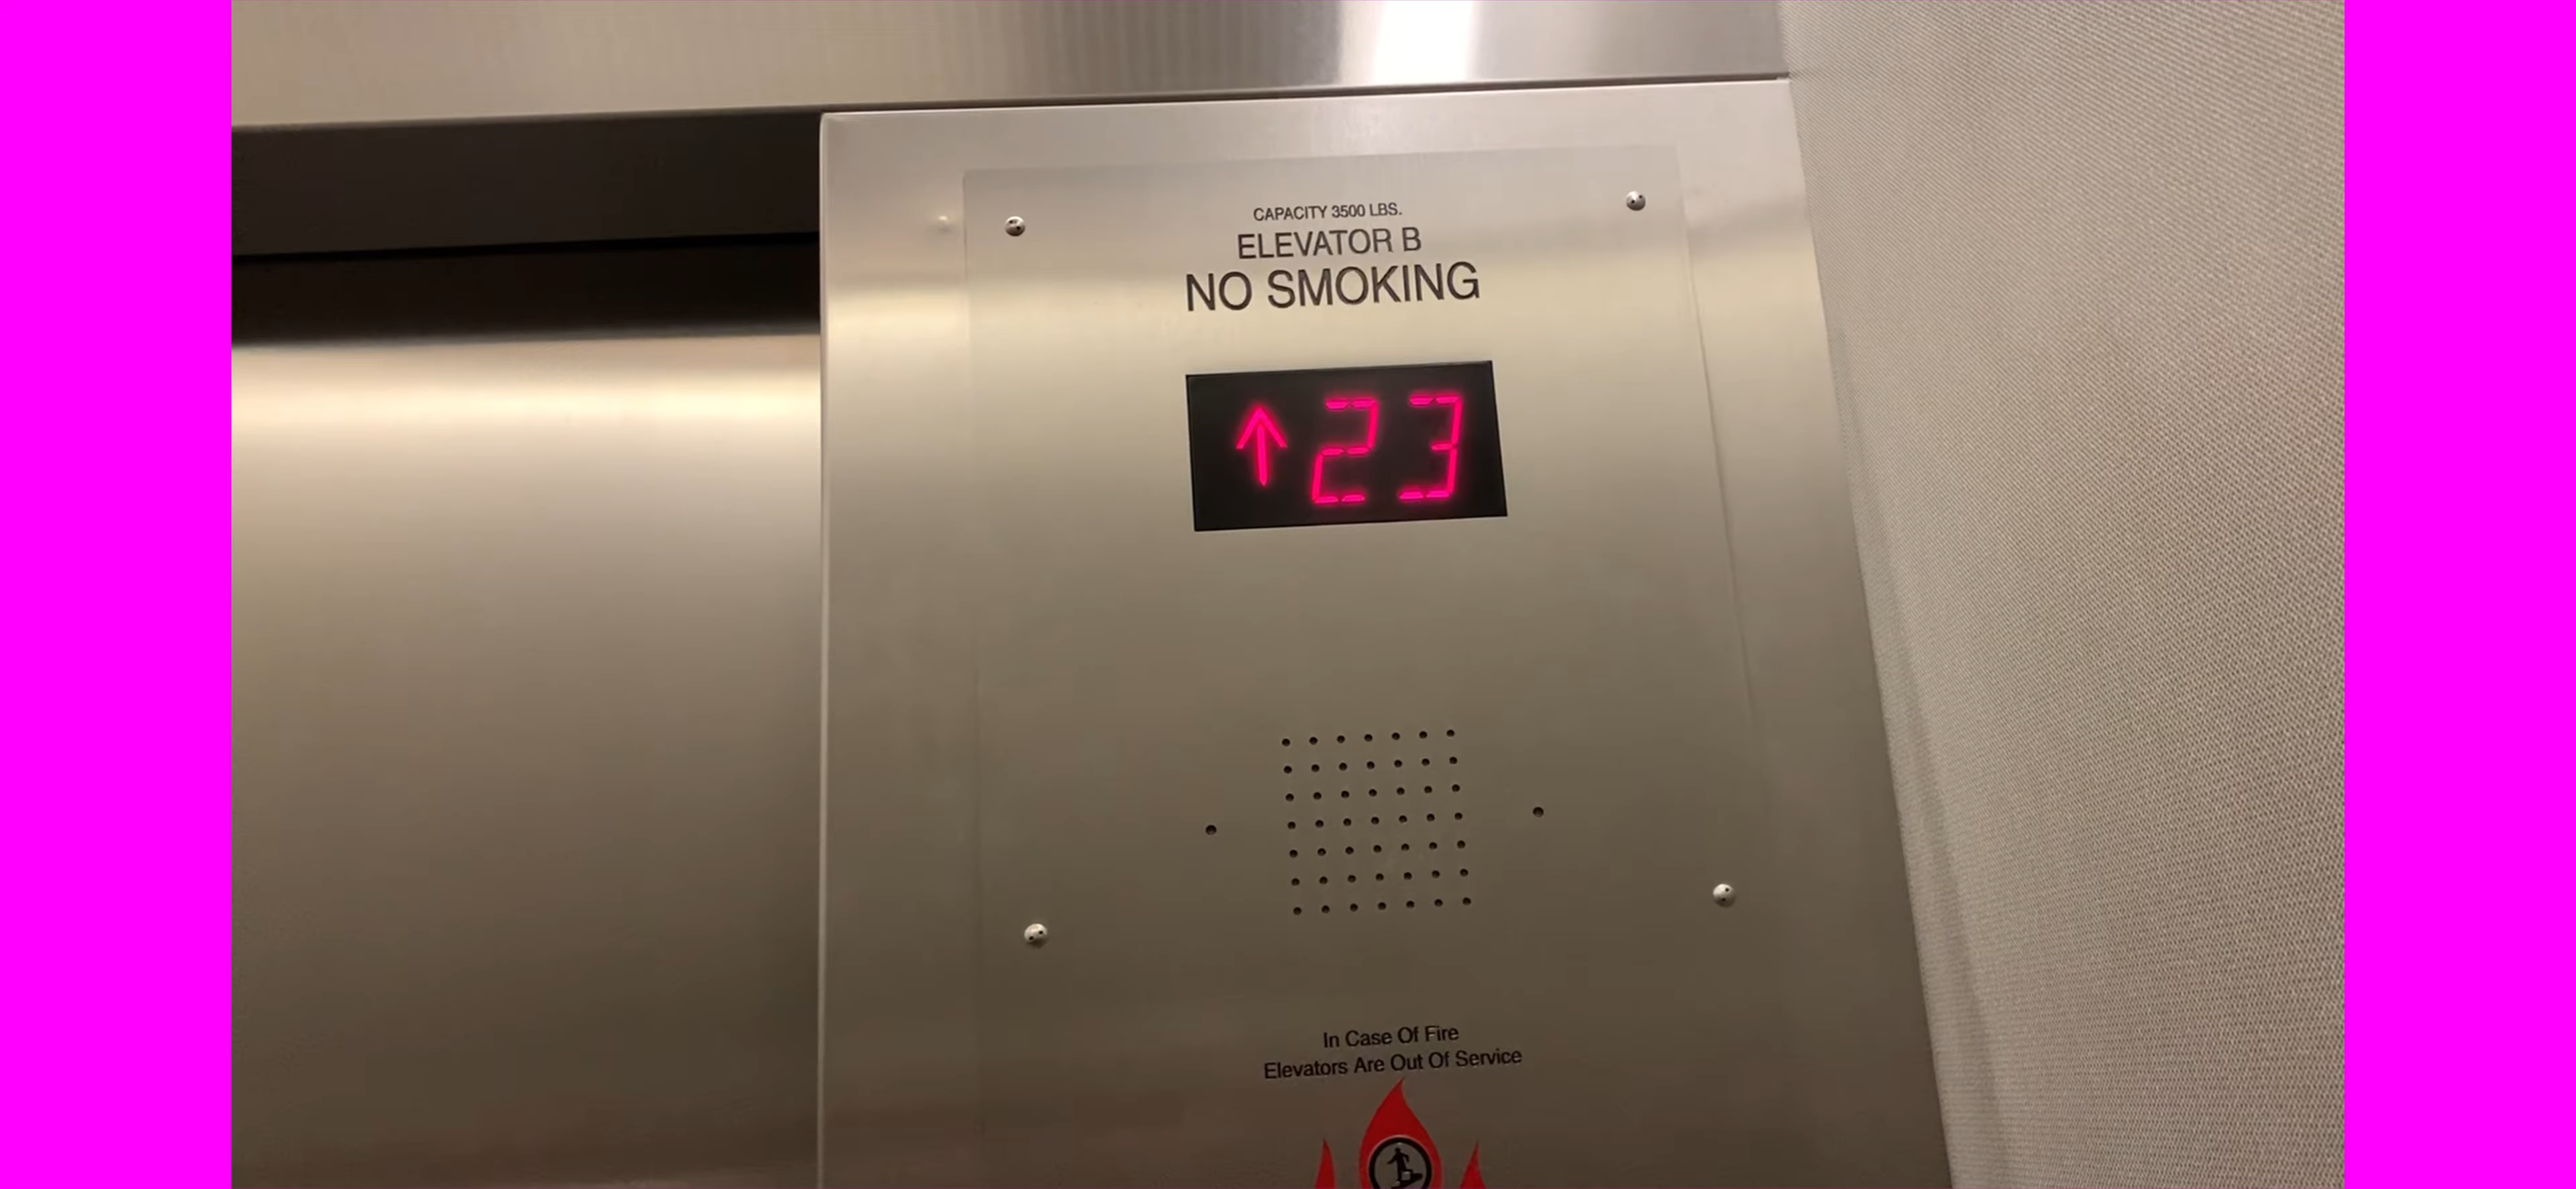 CAPACITY 3500 LBS.
ELEVATOR B
NO SMOKING
↑ 23
In Case Of Fire
Elevators Are Out Of Service